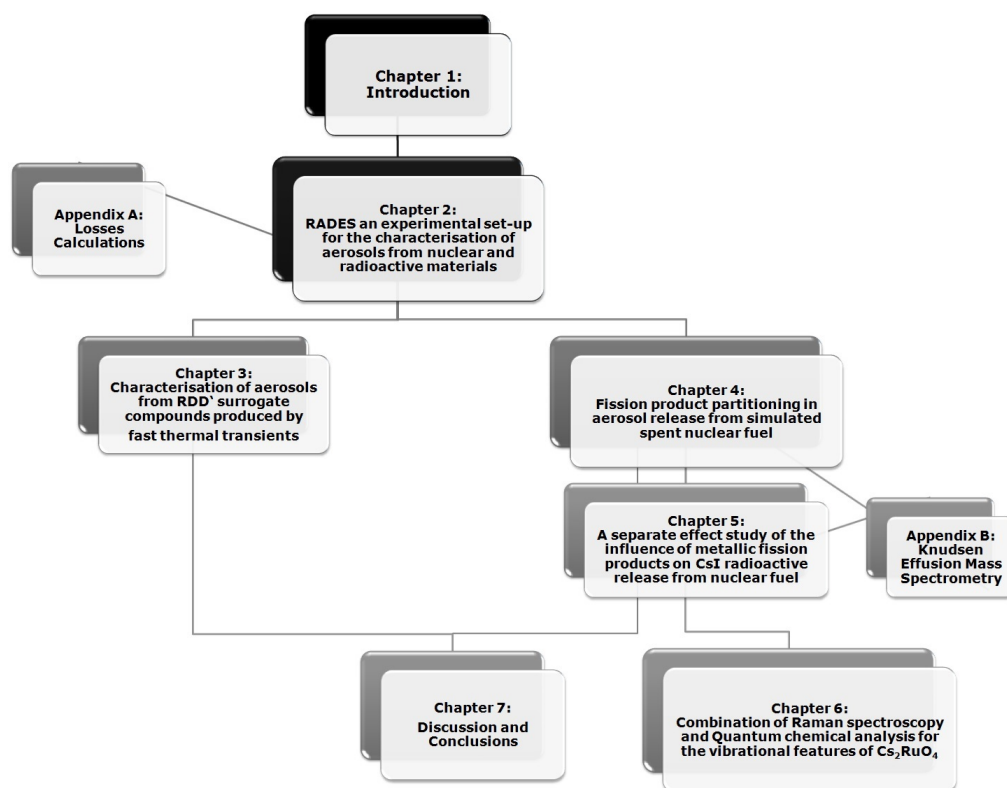 Chapter 1:
Introduction
Appendix A:
Losses
Calculations
Chapter 2:
RADES an experimental set-up
for the characterisation of
aerosols from nuclear and
radioactive materials
Chapter 3:
Characterisation of aerosols
from RDD‛ surrogate
compounds produced by
fast thermal transients
Chapter 4:
Fission product partitioning in
aerosol release from simulated
spent nuclear fuel
Chapter 5:
A separate effect study of the
influence of metallic fission
products on CsI radioactive
release from nuclear fuel
Appendix B:
Knudsen
Effusion Mass
Spectrometry
Chapter 7:
Discussion and
Conclusions
Chapter 6:
Combination of Raman spectroscopy
and Quantum chemical analysis for
the vibrational features of Cs₂RuO₄